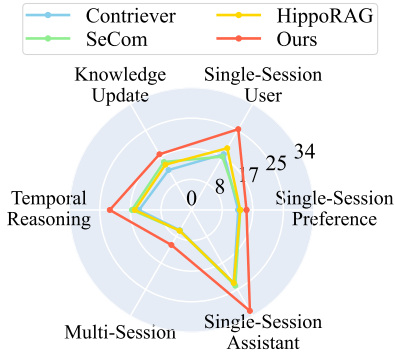 Contriever
HippoRAG
SeCom
Ours
Knowledge
Update
Single-Session
User
34
25
17
8
0
Temporal
Reasoning
Single-Session
Preference
Multi-Session
Single-Session
Assistant